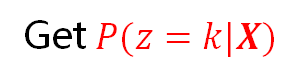 Get P(z = k|X)